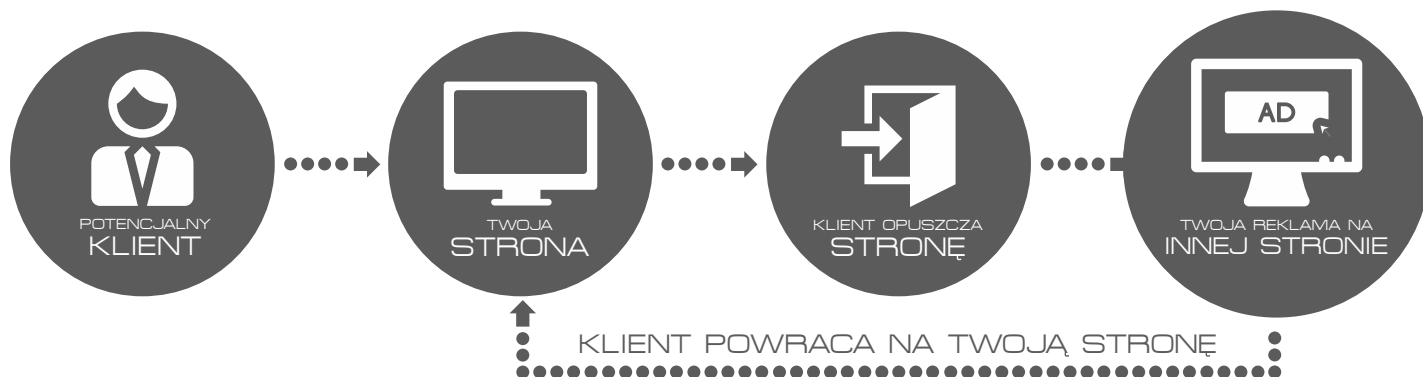 POTENCJALNY
KLIENT
TWOJA
STRONA
KLIENT OPUSZCZA
STRONĘ
AD
TWOJA REKLAMA NA
INNEJ STRONIE
KLIENT POWRACA NA TWOJĄ STRONĘ